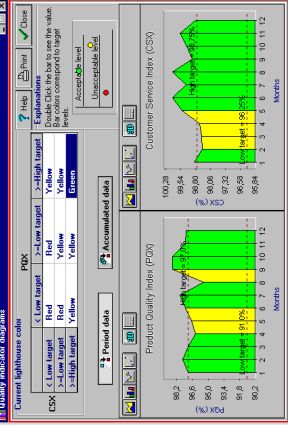 Quality indicator diagrams
Current lighthouse color
PQX
< Low target
>=Low target
>=High target
CSX
< Low target
Red
Red
Yellow
>=Low target
Red
Yellow
Yellow
>=High target
Yellow
Yellow
Green
Period data
Accumulated data
? Help
Print
Close
Explanations
Double Click the bar to see the value.
Bar colors correspond to target
levels.
Acceptable level
Unacceptable level
Product Quality Index (PQX)
PQX (%)
98,2
96,6
95,0
93,4
91,8
90,2
High target = 97,0%
Low target = 91,0%
1 2 3 4 5 6 7 8 9 10 11 12
Months
Customer Service Index (CSX)
CSX (%)
100,28
99,54
98,80
98,06
97,32
96,58
95,84
High target = 98,75%
Low target = 96,25%
1 2 3 4 5 6 7 8 9 10 11 12
Months